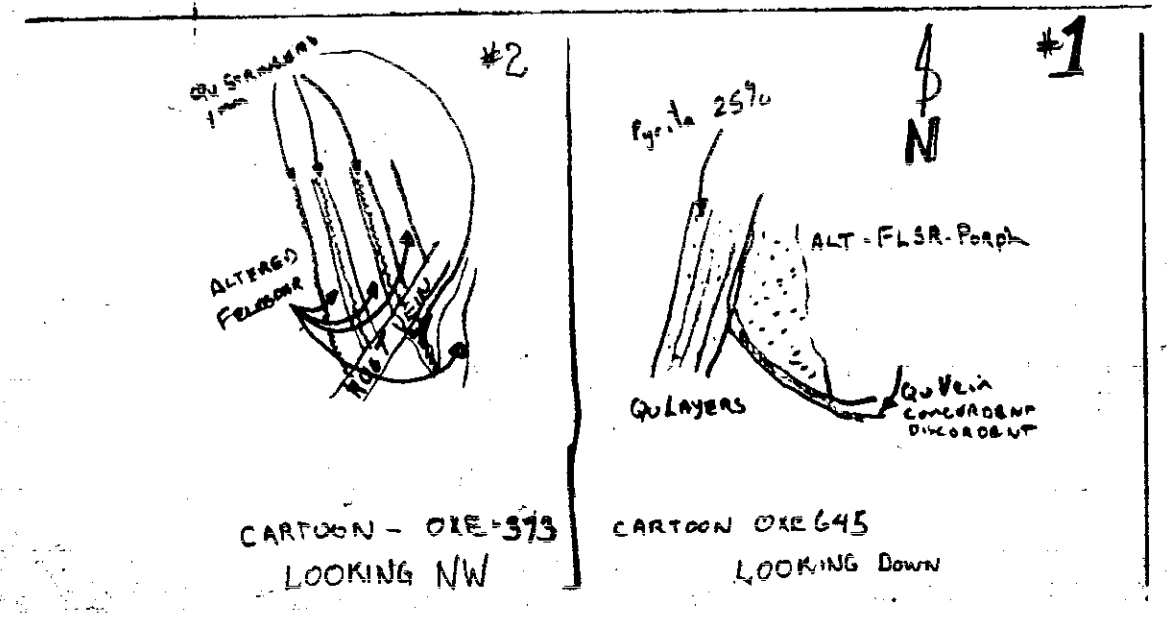 #2
Qu STRINGERS
1mm
ALTERED
FELDSPAR
VEIN
CARTOON - OXE-393
LOOKING NW
#1
N
Pyrite 25%
ALT-FLSR-Porph
Qu LAYERS
Qu Vein
CONCORDENT
DISCORDENT
CARTOON OXE 645
LOOKING DOWN